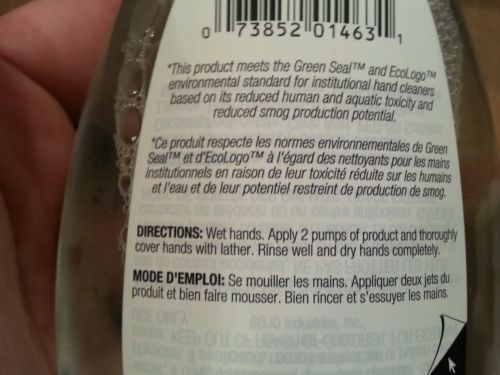 0 73852 01463 1
*This product meets the Green Seal™ and EcoLogo™
environmental standard for institutional hand cleaners
based on its reduced human and aquatic toxicity and
reduced smog production potential.
*Ce produit respecte les normes environnementales de Green
Seal™ et d'EcoLogo™ à l'égard des nettoyants pour les mains
institutionnels en raison de leur toxicité réduite sur les humains
et l'eau et de leur potentiel restreint de production de smog.
DIRECTIONS: Wet hands. Apply 2 pumps of product and thoroughly
cover hands with lather. Rinse well and dry hands completely.
MODE D'EMPLOI: Se mouiller les mains. Appliquer deux jets du
produit et bien faire mousser. Bien rincer et s'essuyer les mains.